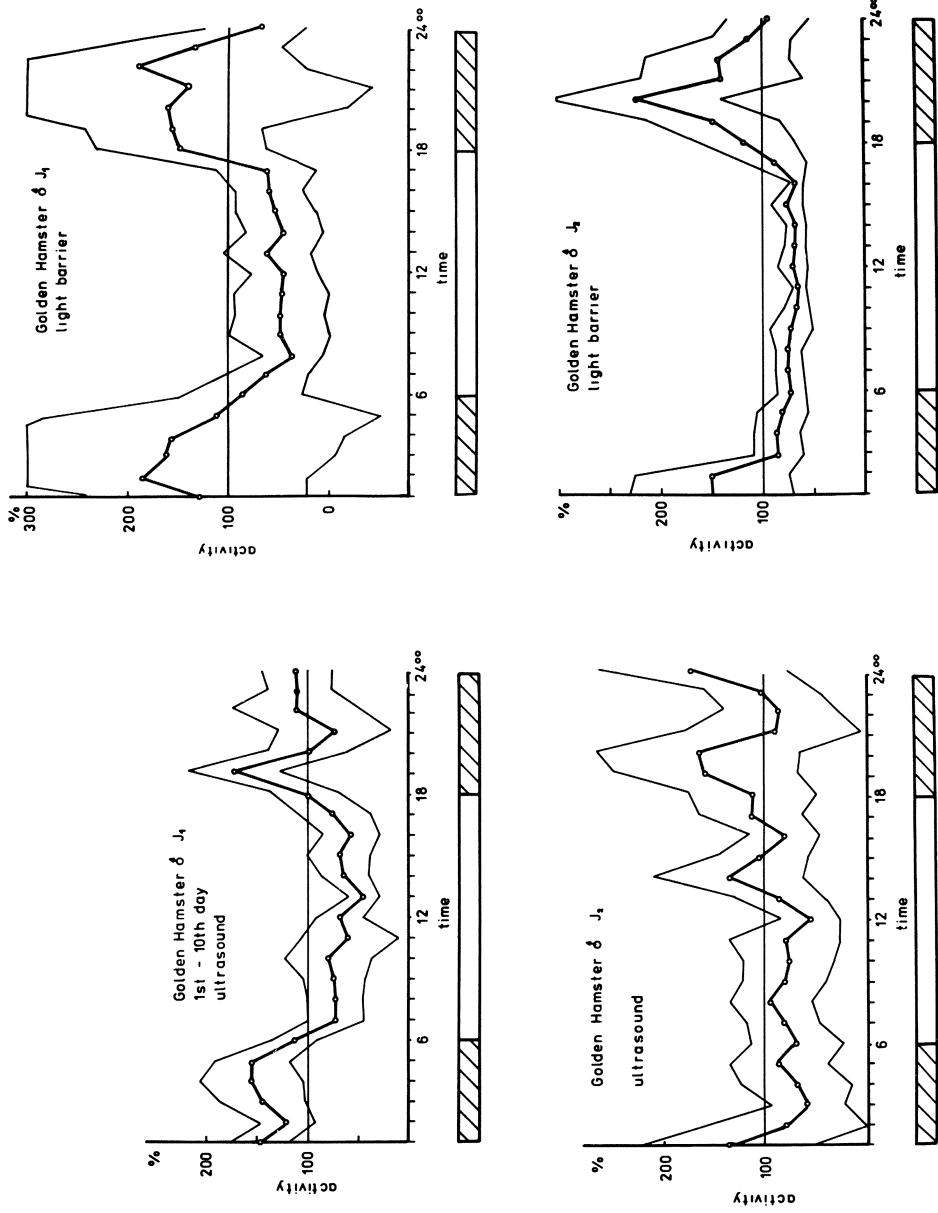 Golden Hamster ♂ J₁
1st - 10th day
ultrasound
%
200
100
activity
6
12
18
24⁰⁰
time
Golden Hamster ♂ J₁
light barrier
%
300
200
100
0
activity
6
12
18
24⁰⁰
time
Golden Hamster ♂ J₂
ultrasound
%
200
100
activity
6
12
18
24⁰⁰
time
Golden Hamster ♂ J₂
light barrier
%
200
100
activity
6
12
18
24⁰⁰
time